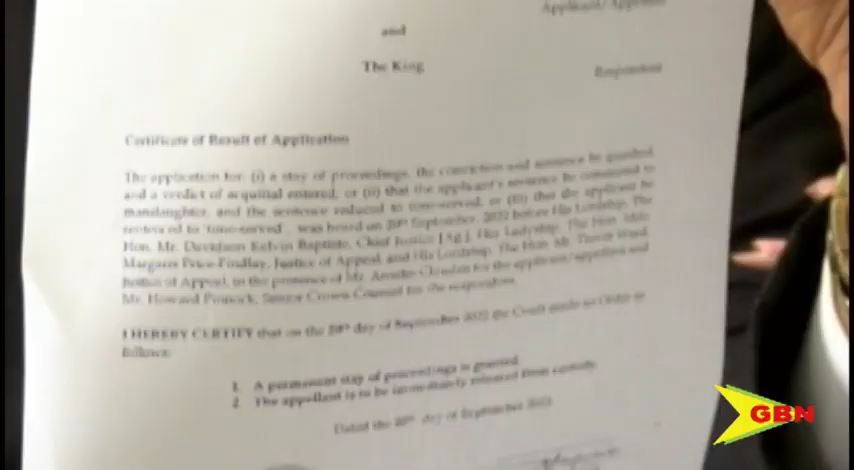 Applicant/Appellant
and
The King
Respondent
Certificate of Result of Application
The application for: (i) a stay of proceedings, the conviction and sentence be quashed
and a verdict of acquittal entered; or (ii) that the applicant's sentence be commuted to
manslaughter, and the sentence reduced to time-served, or (iii) that the applicant be
to 'time-served', was heard on 20th September, 2022 before His Lordship, The
Hon. Mr. Davidson Kelvin Baptiste, Chief Justice [Ag.], Her Ladyship, The Hon. Mde.
Margaret Price-Findlay, Justice of Appeal, and His Lordship, The Hon. Mr. Trevor Ward,
Justice of Appeal, in the presence of Mr. for the applicant/appellant and
Mr. Howard Pinnock, Senior Crown Counsel for the respondent.
I HEREBY CERTIFY that on the 20th day of September 2022 the Court made an Order as
follows:
1. A permanent stay of proceedings is granted.
2. The appellant is to be immediately released from custody.
Dated the 20th day of September 2022
GBN